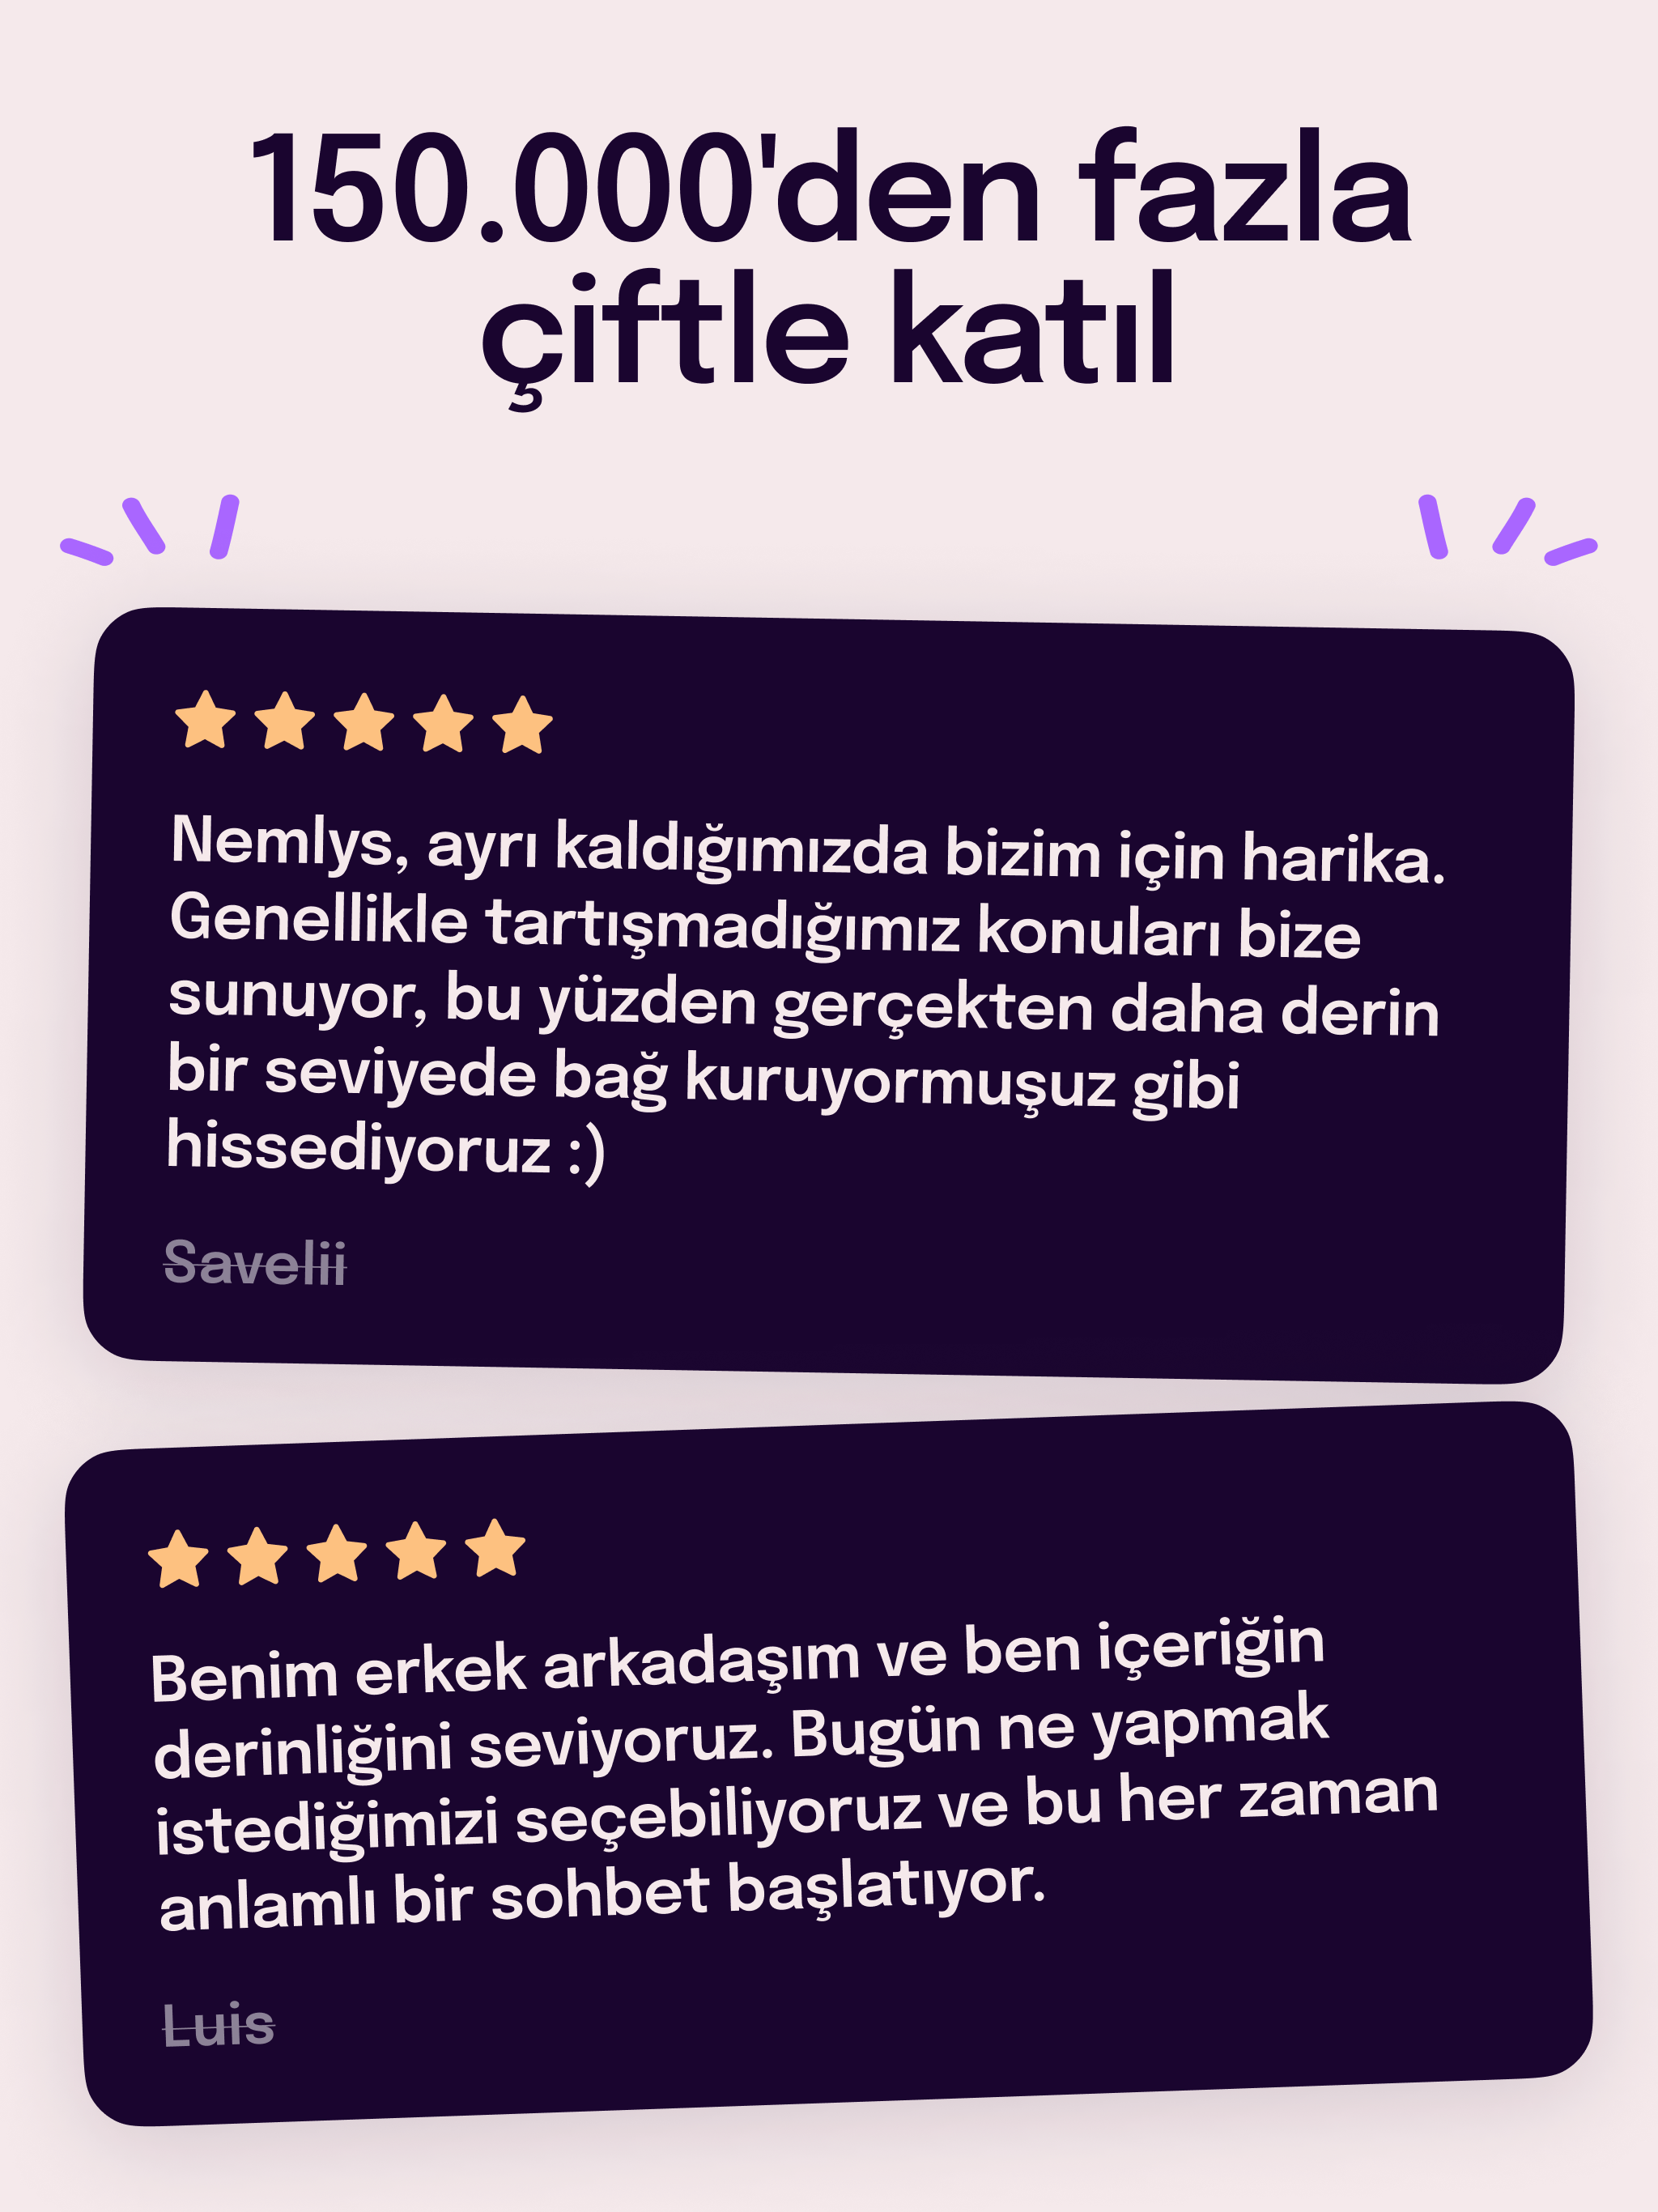 150.000'den fazla
çiftle katıl
Nemlys, ayrı kaldığımızda bizim için harika.
Genellikle tartışmadığımız konuları bize
sunuyor, bu yüzden gerçekten daha derin
bir seviyede bağ kuruyormuşuz gibi
hissediyoruz :)
Savelii
Benim erkek arkadaşım ve ben içeriğin
derinliğini seviyoruz. Bugün ne yapmak
istediğimizi seçebiliyoruz ve bu her zaman
anlamlı bir sohbet başlatıyor.
Luis